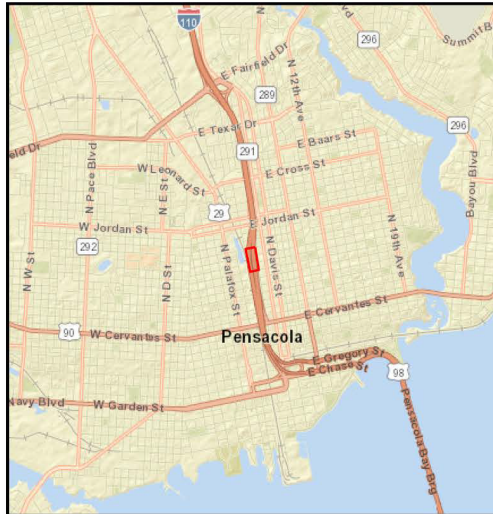 110
296
Summit B
E Fairfield Dr
N 12th Ave
289
E Texar Dr
296
291
E Baars St
field Dr
N Pace Blvd
W Leonard St
N E St
E Cross St
Bayou Blvd
29
E Jordan St
W Jordan St
N 19th Ave
292
N W St
N D St
N Palafox St
N Davis St
E Cervantes St
90
W Cervantes St
Pensacola
E Gregory St
E Chase St
98
Navy Blvd
W Garden St
Pensacola Bay Brg